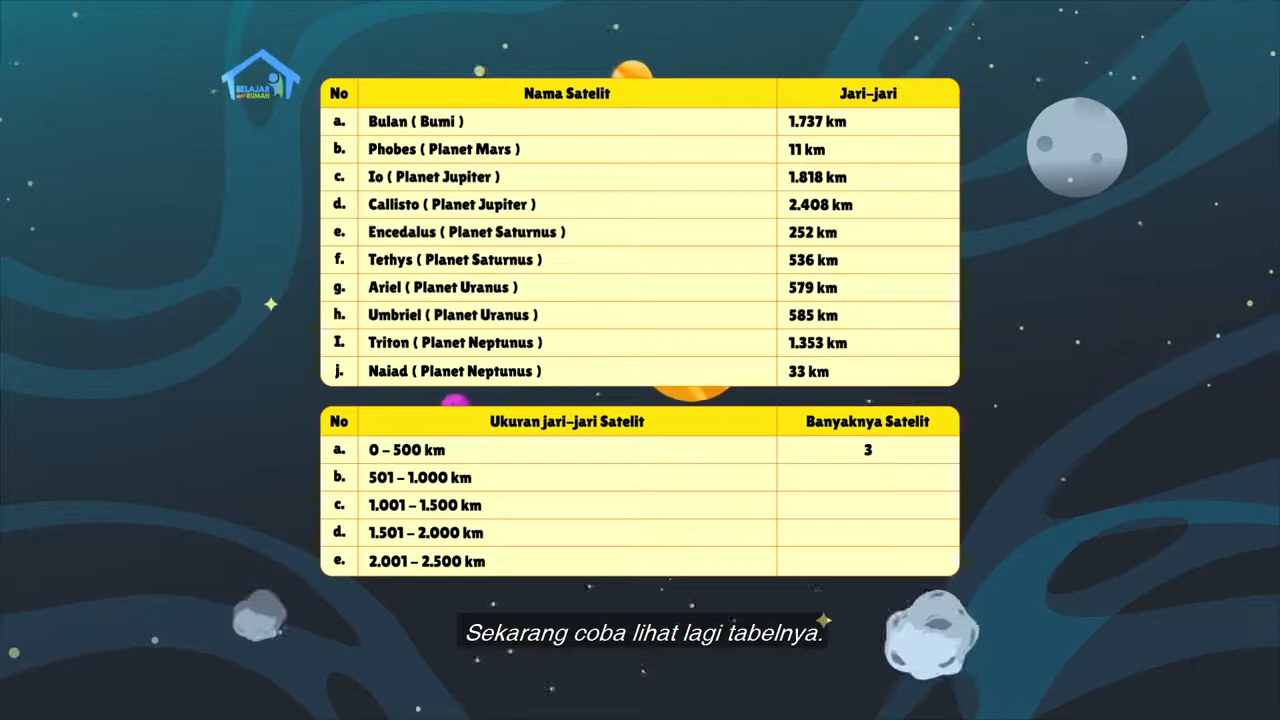 BELAJAR
dari RUMAH
No Nama Satelit Jari-jari
a. Bulan ( Bumi ) 1.737 km
b. Phobes ( Planet Mars ) 11 km
c. Io ( Planet Jupiter ) 1.818 km
d. Callisto ( Planet Jupiter ) 2.408 km
e. Encedalus ( Planet Saturnus ) 252 km
f. Tethys ( Planet Saturnus ) 536 km
g. Ariel ( Planet Uranus ) 579 km
h. Umbriel ( Planet Uranus ) 585 km
I. Triton ( Planet Neptunus ) 1.353 km
j. Naiad ( Planet Neptunus ) 33 km
No Ukuran jari-jari Satelit Banyaknya Satelit
a. 0 - 500 km 3
b. 501 - 1.000 km
c. 1.001 - 1.500 km
d. 1.501 - 2.000 km
e. 2.001 - 2.500 km
Sekarang coba lihat lagi tabelnya.